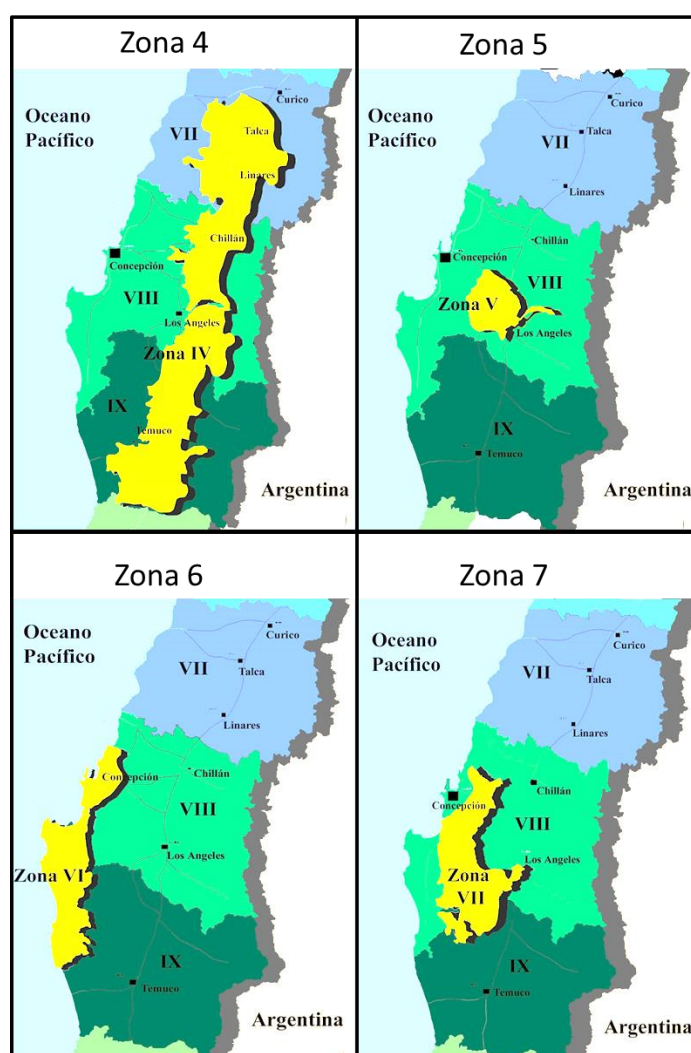 Zona 4
Oceano
Pacífico
Curico
VII
Talca
Linares
Chillán
Concepción
VIII
Los Angeles
Zona IV
IX
Temuco
Argentina
Zona 5
Oceano
Pacífico
Curico
VII
Talca
Linares
Chillán
Concepción
VIII
Zona V
Los Angeles
IX
Temuco
Argentina
Zona 6
Oceano
Pacífico
Curico
VII
Talca
Linares
Concepción
Chillán
VIII
Los Angeles
Zona VI
IX
Temuco
Argentina
Zona 7
Oceano
Pacífico
Curico
VII
Talca
Linares
Chillán
Concepción
VIII
Los Angeles
Zona
VII
IX
Temuco
Argentina